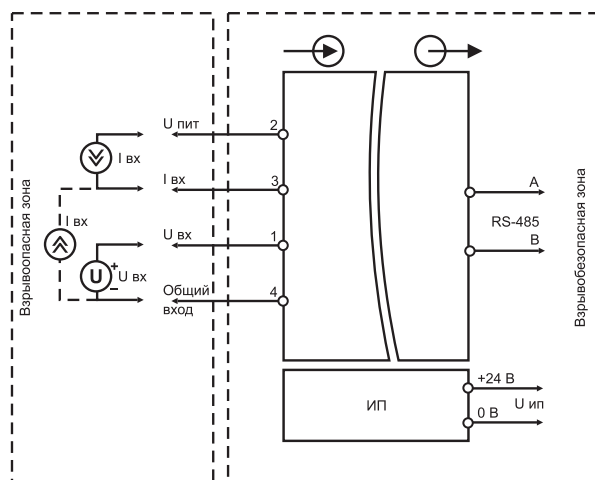 Взрывоопасная зона
I вх
I вх
U
+
−
U вх
U пит
2
I вх
3
U вх
1
Общий
вход
4
A
RS-485
B
Взрывобезопасная зона
ИП
+24 В
U ип
0 В